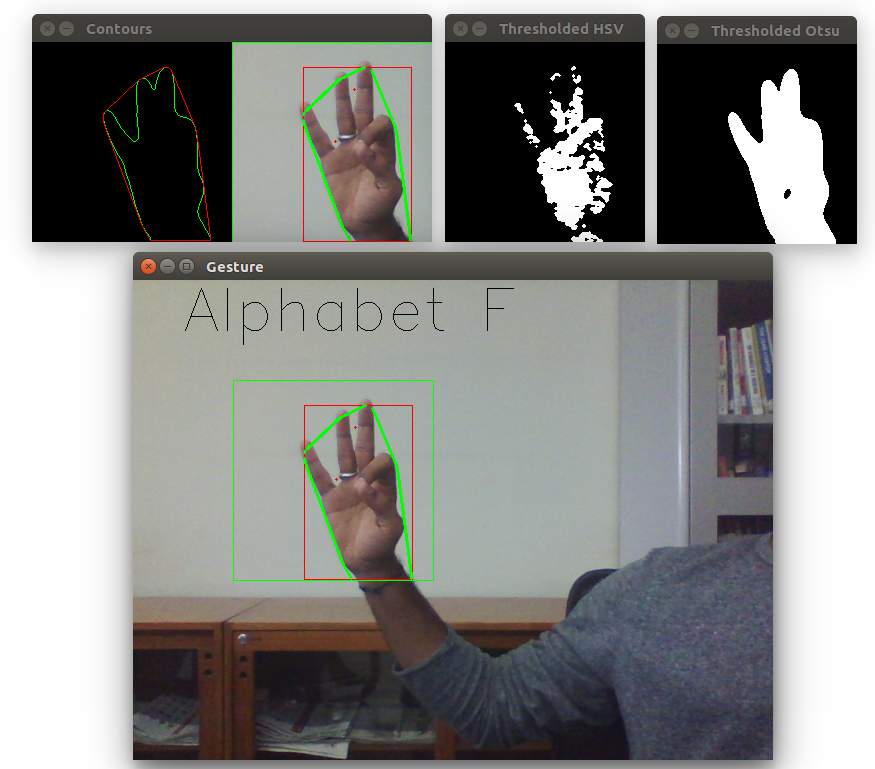 Contours
Thresholded HSV
Thresholded Otsu
Gesture
Alphabet F